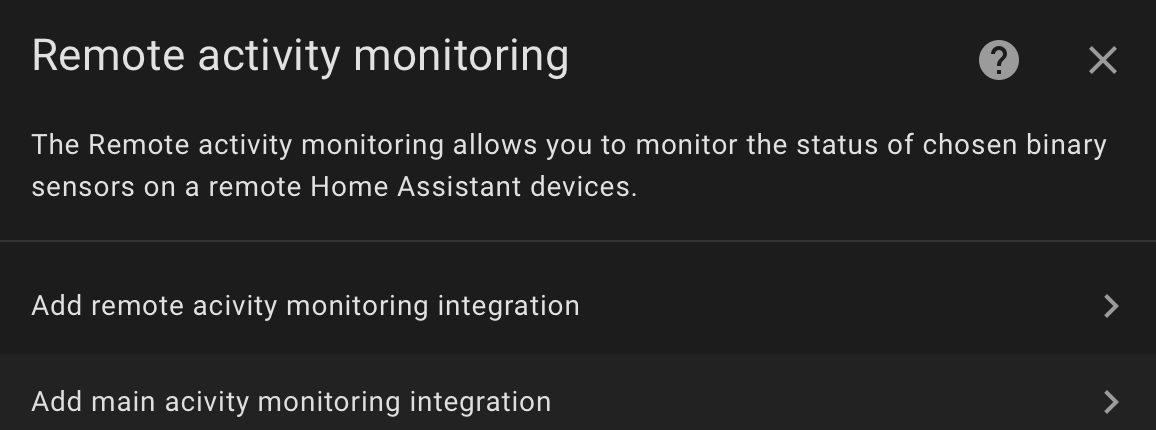 Remote activity monitoring
The Remote activity monitoring allows you to monitor the status of chosen binary
sensors on a remote Home Assistant devices.
Add remote acivity monitoring integration
Add main acivity monitoring integration